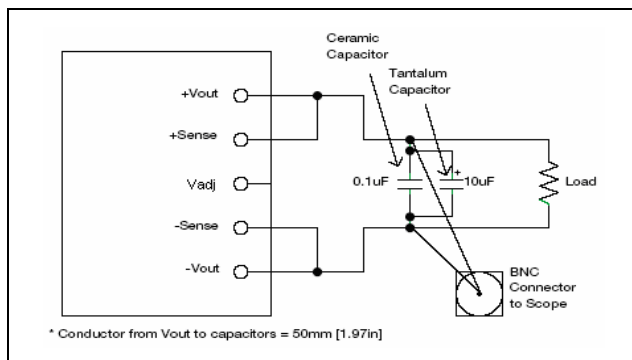 Ceramic
Capacitor
Tantalum
Capacitor
+Vout
+Sense
Vadj
-Sense
-Vout
0.1uF
+
10uF
Load
BNC
Connector
to Scope
* Conductor from Vout to capacitors = 50mm [1.97in]